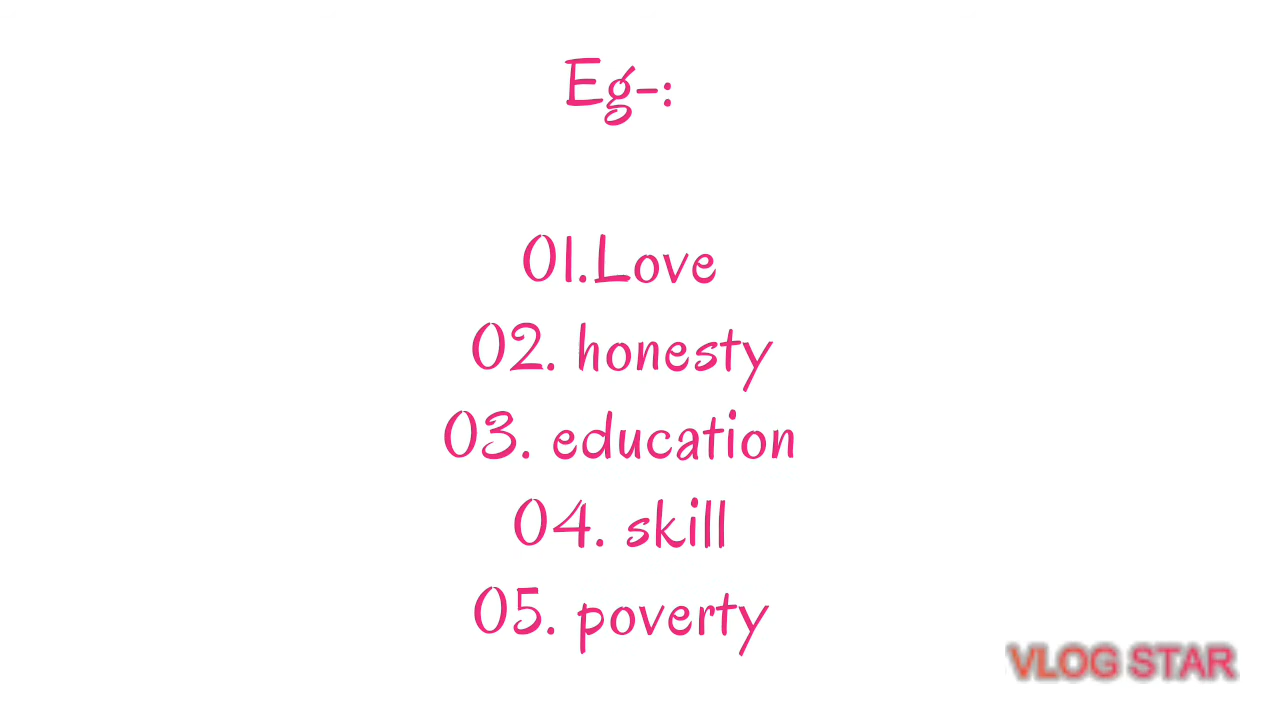 Eg-:
01.Love
02. honesty
03. education
04. skill
05. poverty
VLOG STAR